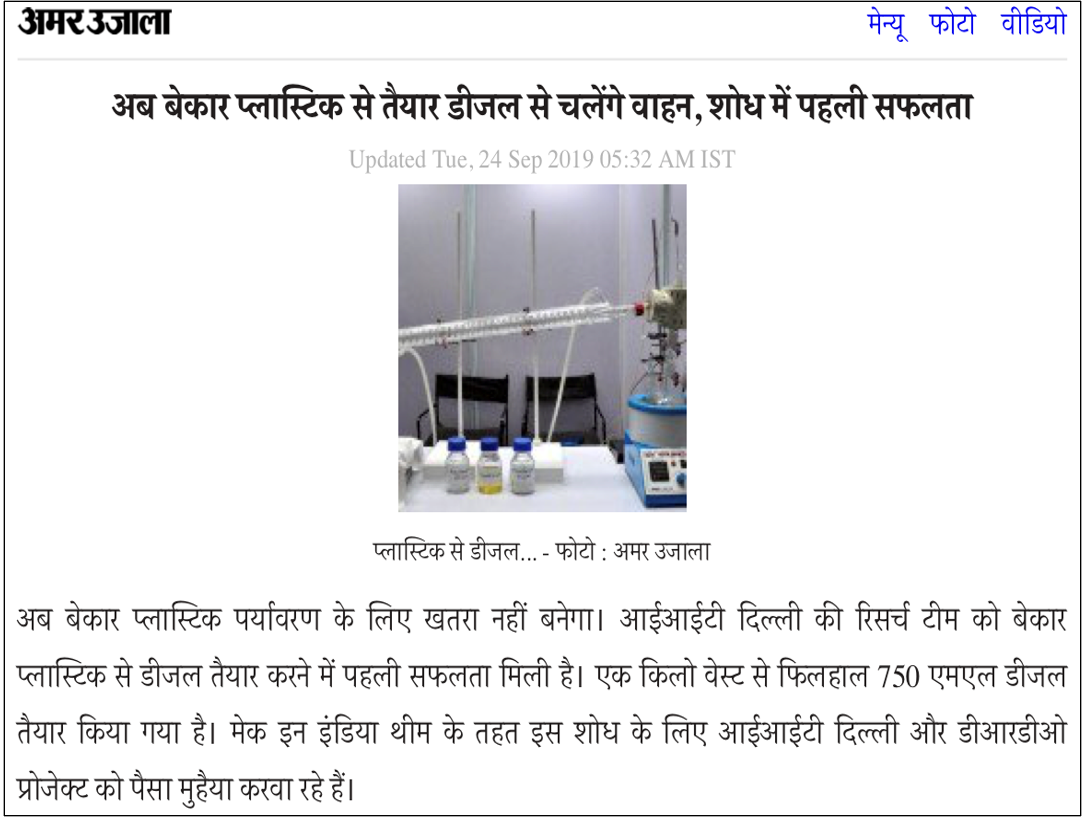 अमर उजाला
मेन्यू फोटो वीडियो
अब बेकार प्लास्टिक से तैयार डीजल से चलेंगे वाहन, शोध में पहली सफलता
Updated Tue, 24 Sep 2019 05:32 AM IST
प्लास्टिक से डीजल... - फोटो : अमर उजाला
अब बेकार प्लास्टिक पर्यावरण के लिए खतरा नहीं बनेगा। आईआईटी दिल्ली की रिसर्च टीम को बेकार
प्लास्टिक से डीजल तैयार करने में पहली सफलता मिली है। एक किलो वेस्ट से फिलहाल 750 एमएल डीजल
तैयार किया गया है। मेक इन इंडिया थीम के तहत इस शोध के लिए आईआईटी दिल्ली और डीआरडीओ
प्रोजेक्ट को पैसा मुहैया करवा रहे हैं।